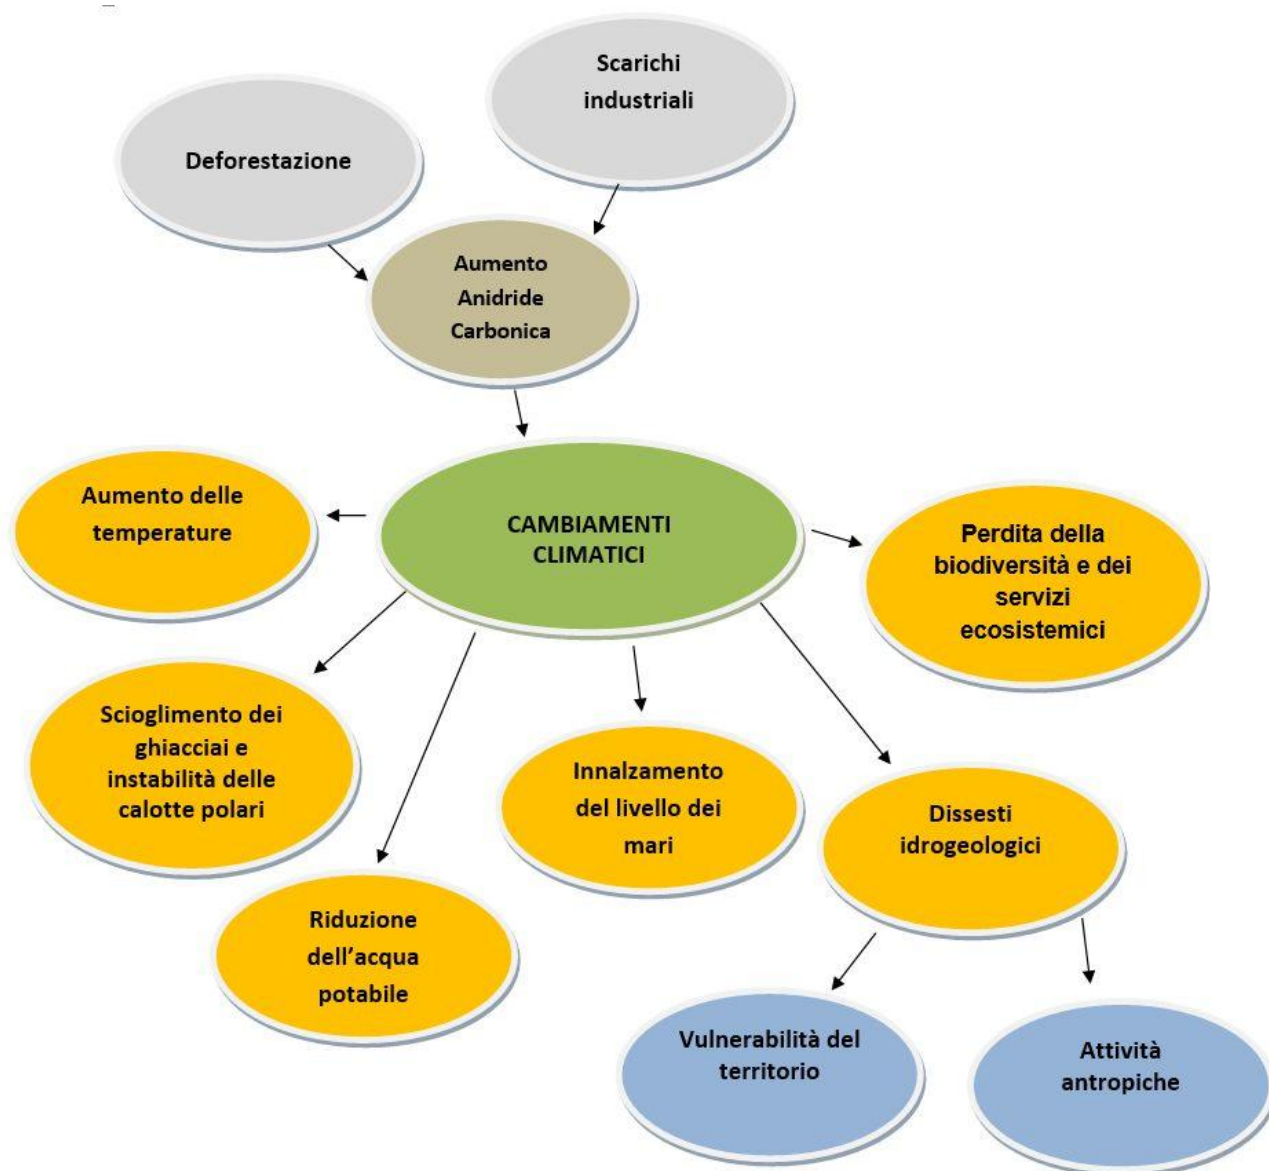 Scarichi
industriali
Deforestazione
Aumento
Anidride
Carbonica
CAMBIAMENTI
CLIMATICI
Aumento delle
temperature
Perdita della
biodiversità e dei
servizi
ecosistemici
Scioglimento dei
ghiacciai e
instabilità delle
calotte polari
Innalzamento
del livello dei
mari
Dissesti
idrogeologici
Riduzione
dell’acqua
potabile
Vulnerabilità del
territorio
Attività
antropiche